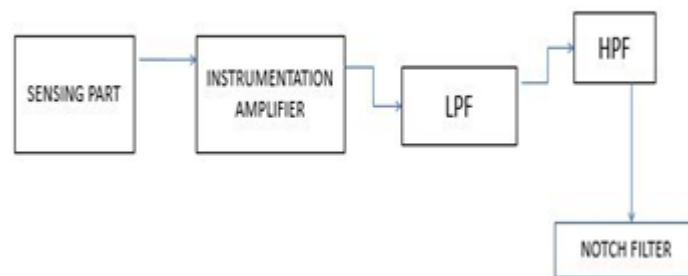 SENSING PART
INSTRUMENTATION
AMPLIFIER
LPF
HPF
NOTCH FILTER